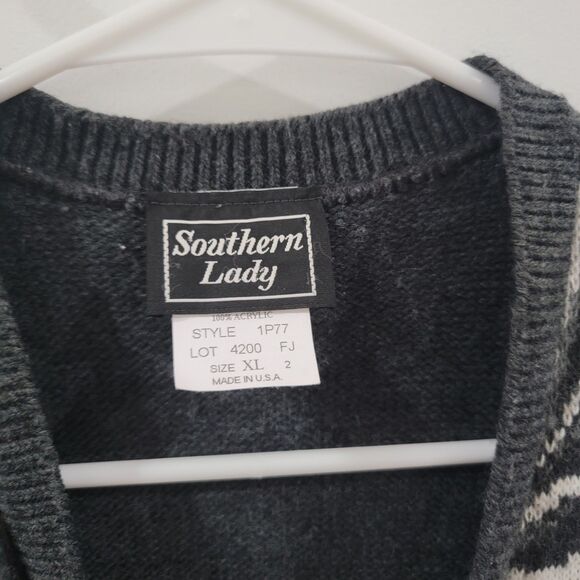 Southern
Lady
100% ACRYLIC
STYLE 1P77
LOT 4200 FJ
SIZE XL 2
MADE IN U.S.A.